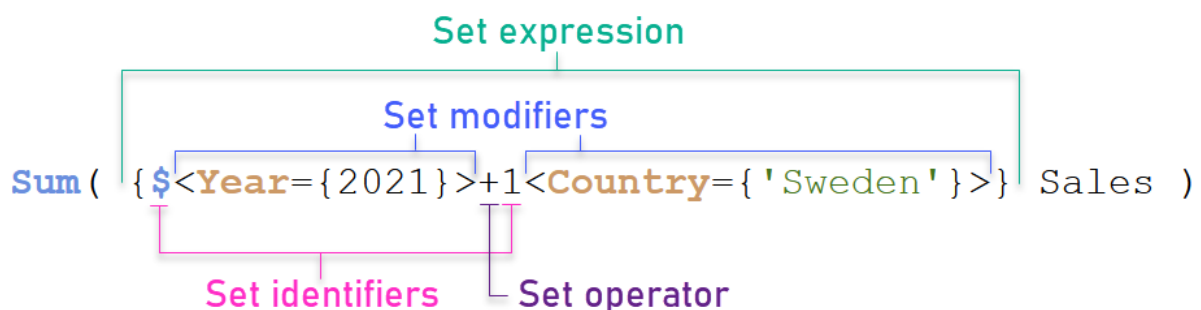 Set expression
Set modifiers
Sum( {$<Year={2021}>+1<Country={'Sweden'}>} Sales )
Set identifiers
Set operator